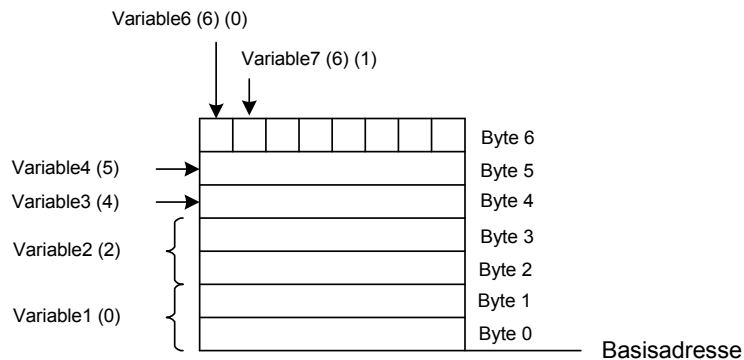 Variable6 (6) (0)
Variable7 (6) (1)
Byte 6
Variable4 (5)
Byte 5
Variable3 (4)
Byte 4
Byte 3
Variable2 (2)
Byte 2
Byte 1
Variable1 (0)
Byte 0
Basisadresse